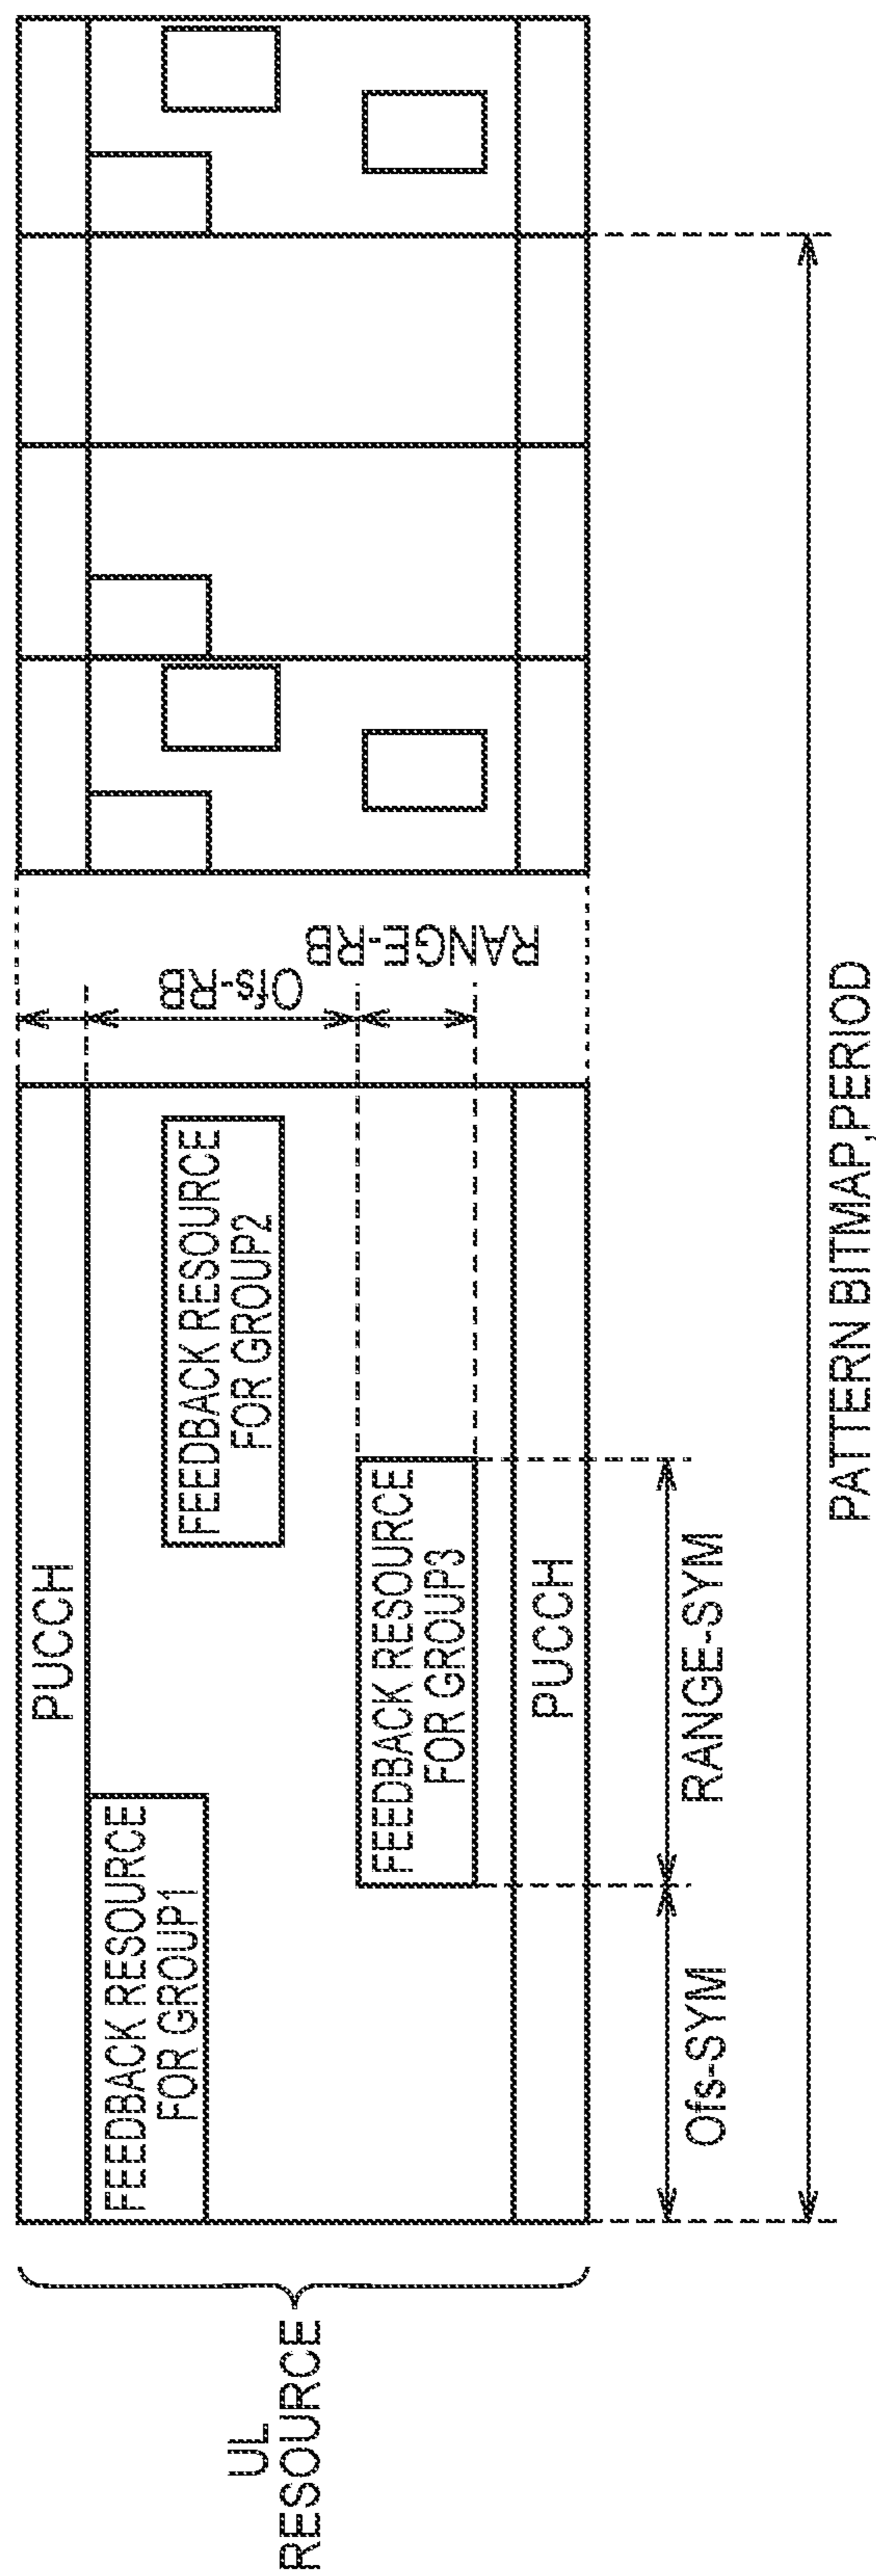 UL
RESOURCE
PUCCH
FEEDBACK RESOURCE
FOR GROUP1
FEEDBACK RESOURCE
FOR GROUP2
FEEDBACK RESOURCE
FOR GROUP3
PUCCH
Ofs-RB
RANGE-RB
Ofs-SYM
RANGE-SYM
PATTERN BITMAP,PERIOD